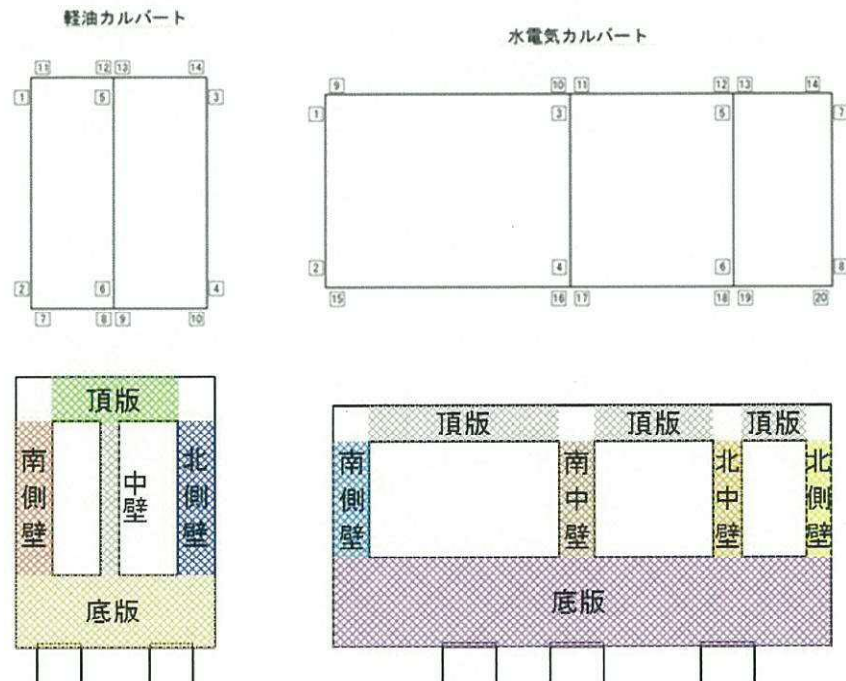 軽油カルバート
11 12 13 14
1 5 3
2 6 4
7 8 9 10
水電気カルバート
9 10 11 12 13 14
1 3 5 7
2 4 6 8
15 16 17 18 19 20
頂版
南側壁
中壁
北側壁
底版
頂版 頂版 頂版
南側壁
南中壁
北中壁
北側壁
底版